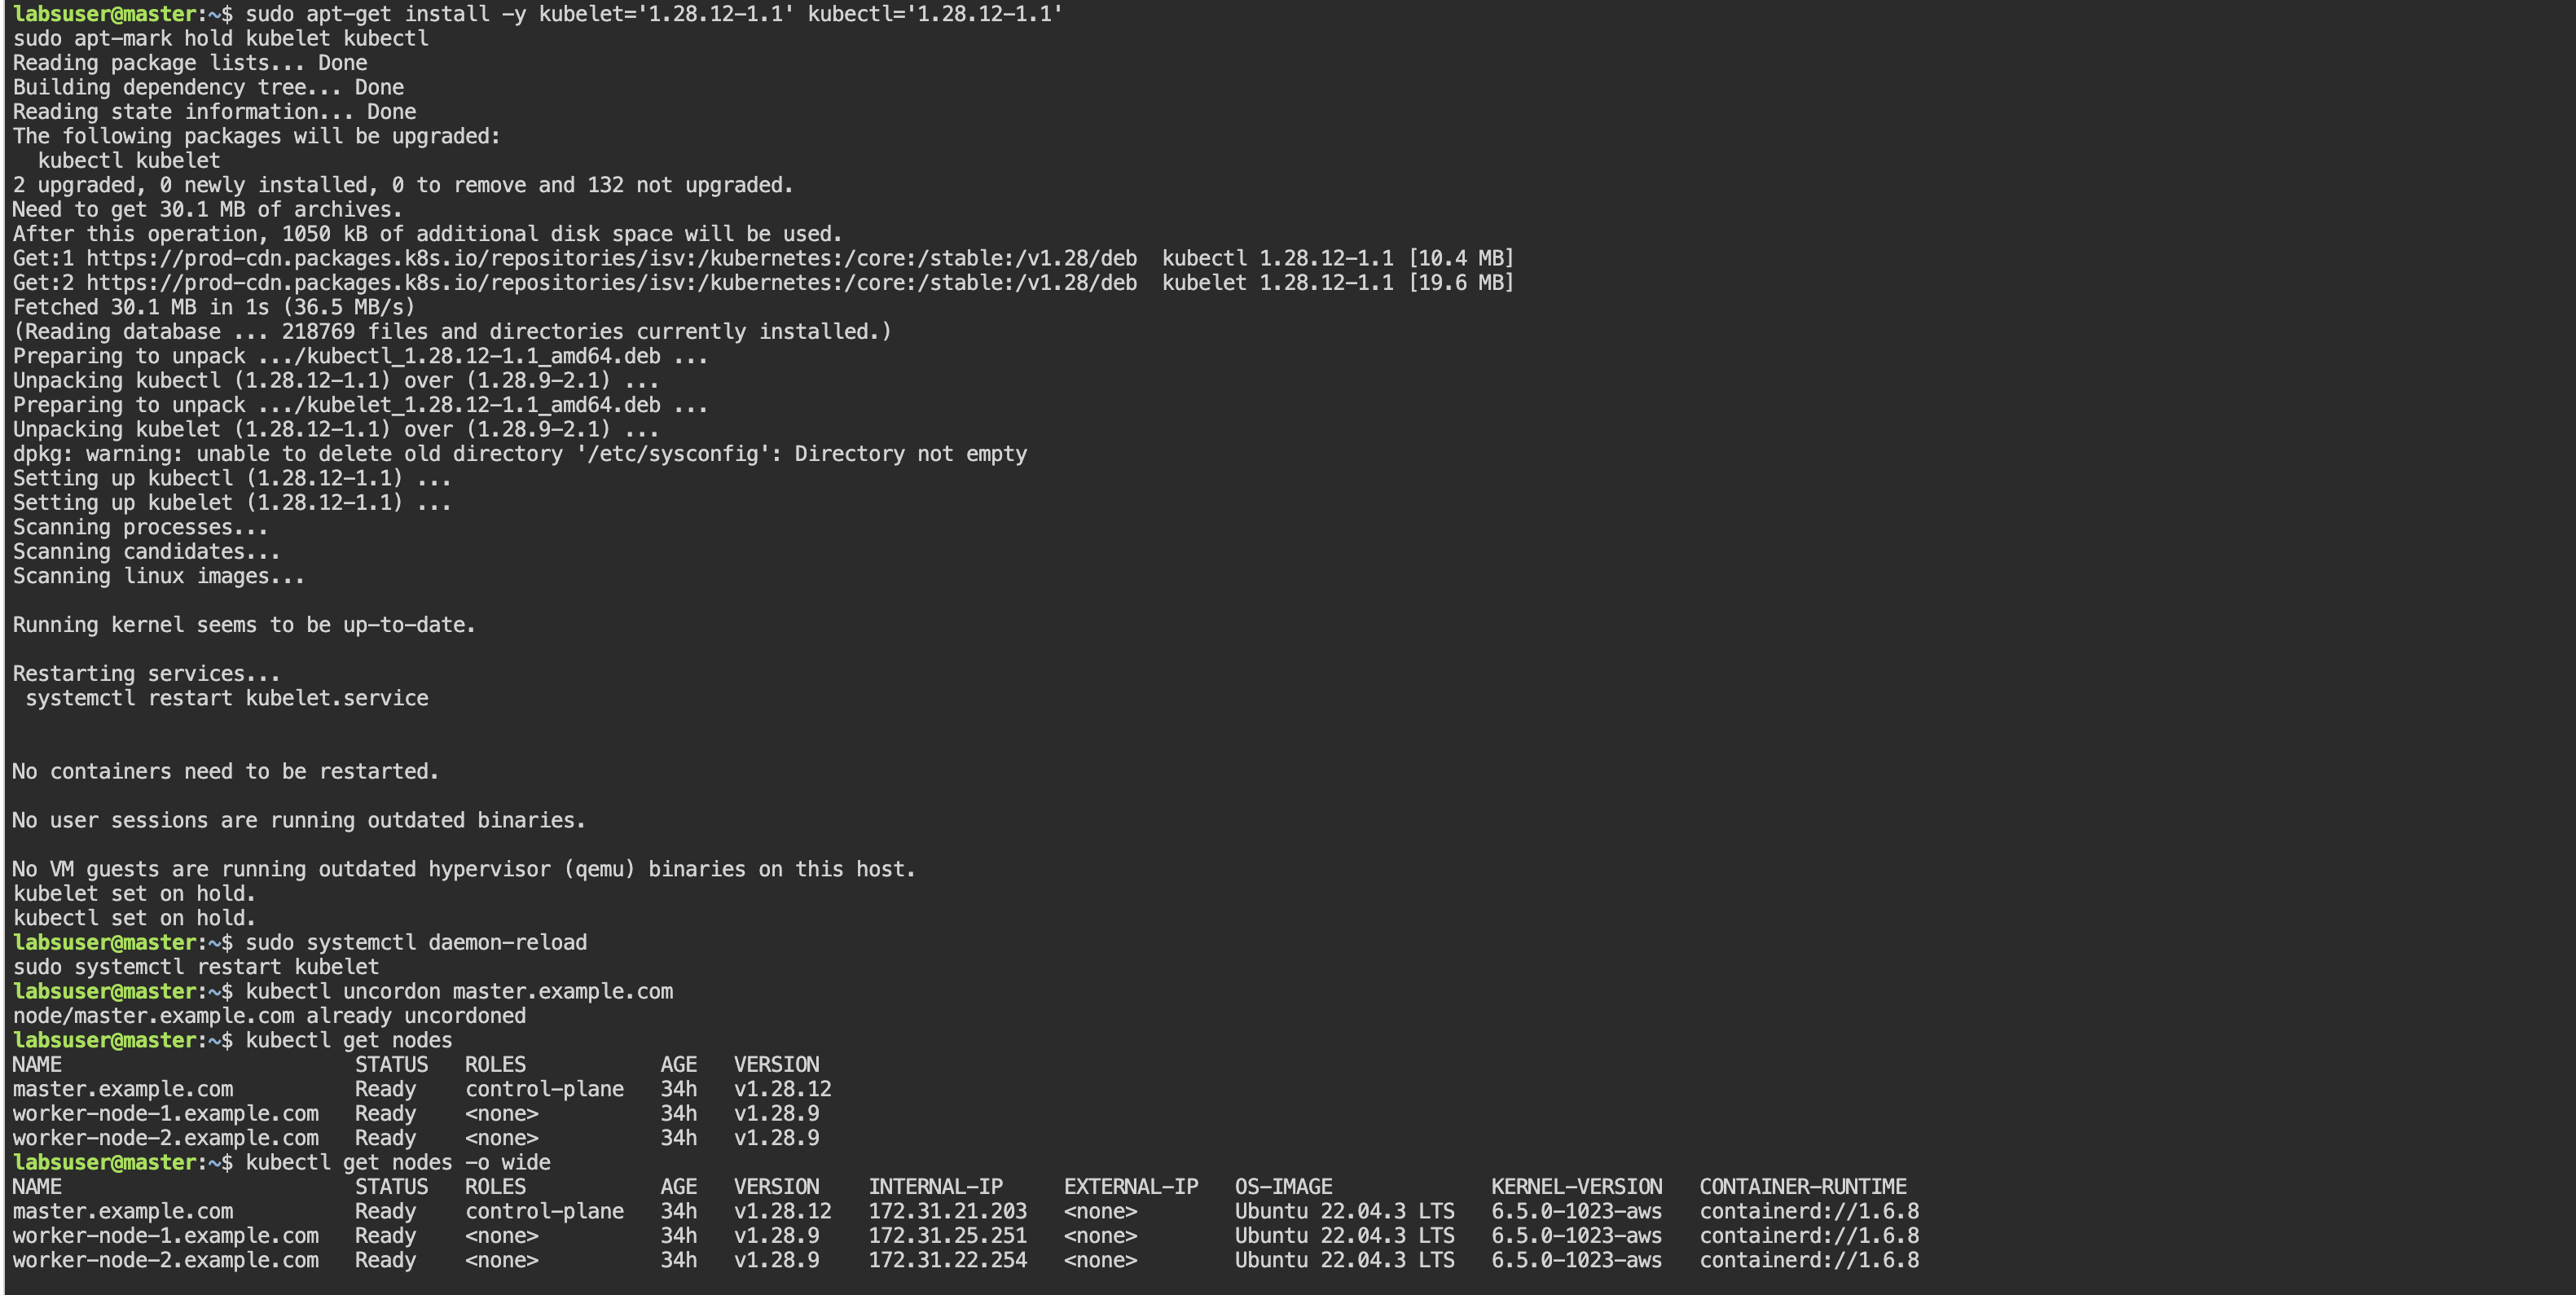 labsuser@master:~$ sudo apt-get install -y kubelet='1.28.12-1.1' kubectl='1.28.12-1.1'
sudo apt-mark hold kubelet kubectl
Reading package lists... Done
Building dependency tree... Done
Reading state information... Done
The following packages will be upgraded:
  kubectl kubelet
2 upgraded, 0 newly installed, 0 to remove and 132 not upgraded.
Need to get 30.1 MB of archives.
After this operation, 1050 kB of additional disk space will be used.
Get:1 https://prod-cdn.packages.k8s.io/repositories/isv:/kubernetes:/core:/stable:/v1.28/deb  kubectl 1.28.12-1.1 [10.4 MB]
Get:2 https://prod-cdn.packages.k8s.io/repositories/isv:/kubernetes:/core:/stable:/v1.28/deb  kubelet 1.28.12-1.1 [19.6 MB]
Fetched 30.1 MB in 1s (36.5 MB/s)
(Reading database ... 218769 files and directories currently installed.)
Preparing to unpack .../kubectl_1.28.12-1.1_amd64.deb ...
Unpacking kubectl (1.28.12-1.1) over (1.28.9-2.1) ...
Preparing to unpack .../kubelet_1.28.12-1.1_amd64.deb ...
Unpacking kubelet (1.28.12-1.1) over (1.28.9-2.1) ...
dpkg: warning: unable to delete old directory '/etc/sysconfig': Directory not empty
Setting up kubectl (1.28.12-1.1) ...
Setting up kubelet (1.28.12-1.1) ...
Scanning processes...
Scanning candidates...
Scanning linux images...
Running kernel seems to be up-to-date.
Restarting services...
 systemctl restart kubelet.service
No containers need to be restarted.
No user sessions are running outdated binaries.
No VM guests are running outdated hypervisor (qemu) binaries on this host.
kubelet set on hold.
kubectl set on hold.
labsuser@master:~$ sudo systemctl daemon-reload
sudo systemctl restart kubelet
labsuser@master:~$ kubectl uncordon master.example.com
node/master.example.com already uncordoned
labsuser@master:~$ kubectl get nodes
NAME                        STATUS   ROLES           AGE   VERSION
master.example.com          Ready    control-plane   34h   v1.28.12
worker-node-1.example.com   Ready    <none>          34h   v1.28.9
worker-node-2.example.com   Ready    <none>          34h   v1.28.9
labsuser@master:~$ kubectl get nodes -o wide
NAME                        STATUS   ROLES           AGE   VERSION    INTERNAL-IP     EXTERNAL-IP   OS-IMAGE             KERNEL-VERSION   CONTAINER-RUNTIME
master.example.com          Ready    control-plane   34h   v1.28.12   172.31.21.203   <none>        Ubuntu 22.04.3 LTS   6.5.0-1023-aws   containerd://1.6.8
worker-node-1.example.com   Ready    <none>          34h   v1.28.9    172.31.25.251   <none>        Ubuntu 22.04.3 LTS   6.5.0-1023-aws   containerd://1.6.8
worker-node-2.example.com   Ready    <none>          34h   v1.28.9    172.31.22.254   <none>        Ubuntu 22.04.3 LTS   6.5.0-1023-aws   containerd://1.6.8